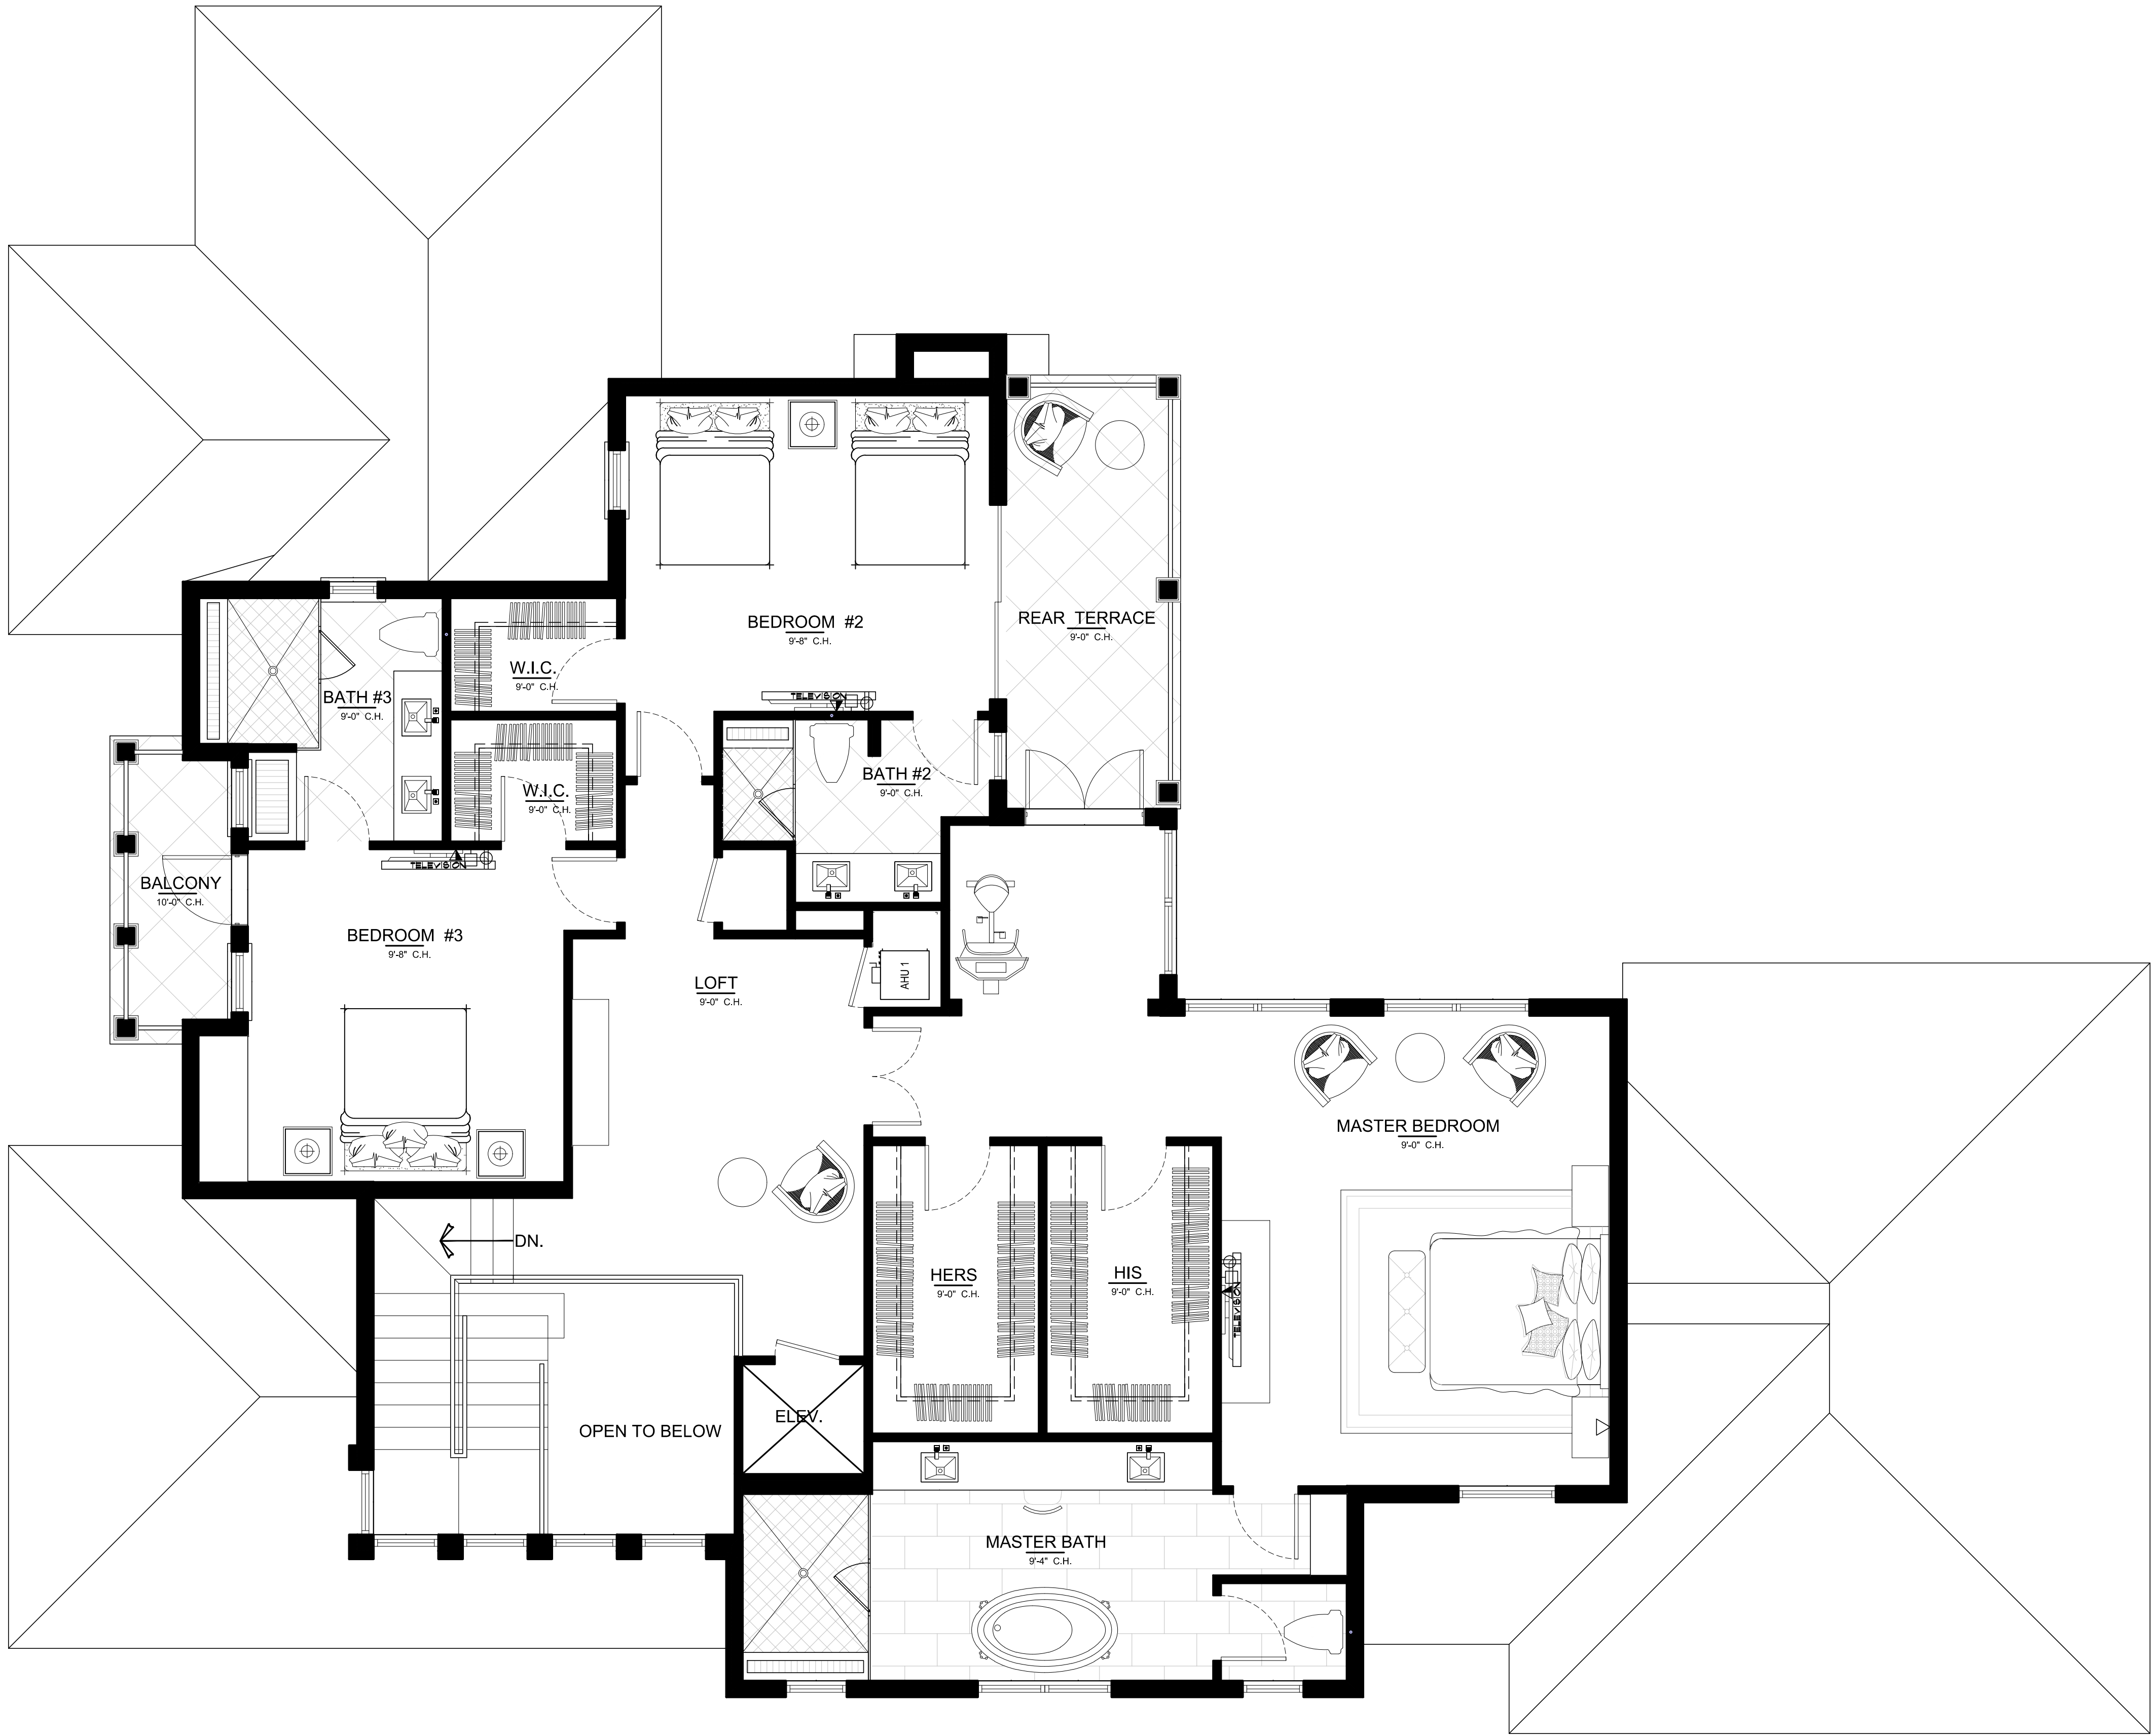 BEDROOM #2
9'-8" C.H.
REAR TERRACE
9'-0" C.H.
W.I.C.
9'-0" C.H.
BATH #3
9'-0" C.H.
TELEVISION
BATH #2
9'-0" C.H.
W.I.C.
9'-0" C.H.
TELEVISION
BALCONY
10'-0" C.H.
BEDROOM #3
9'-8" C.H.
LOFT
9'-0" C.H.
AHU 1
MASTER BEDROOM
9'-0" C.H.
DN.
HERS
9'-0" C.H.
HIS
9'-0" C.H.
TELEVISION
ELEV.
OPEN TO BELOW
MASTER BATH
9'-4" C.H.